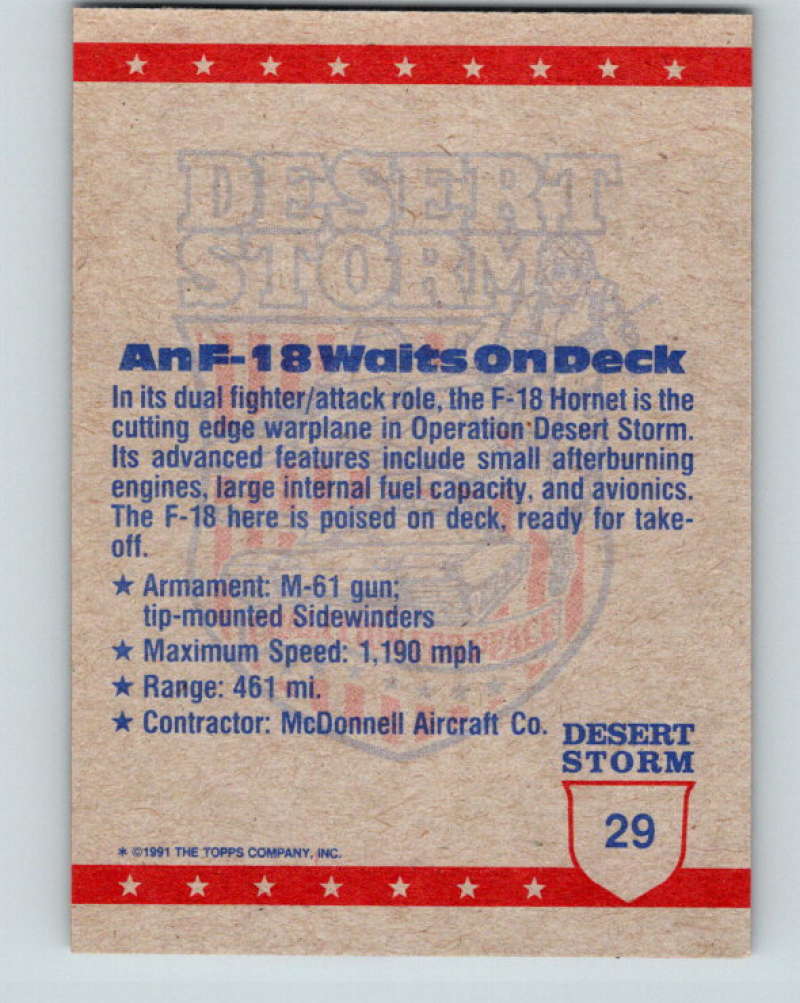 DESERT
STORM
An F-18 Waits On Deck
In its dual fighter/attack role, the F-18 Hornet is the
cutting edge warplane in Operation Desert Storm.
Its advanced features include small afterburning
engines, large internal fuel capacity, and avionics.
The F-18 here is poised on deck, ready for take-
off.
★ Armament: M-61 gun;
tip-mounted Sidewinders
★ Maximum Speed: 1,190 mph
★ Range: 461 mi.
★ Contractor: McDonnell Aircraft Co.
DESERT
STORM
29
* ©1991 THE TOPPS COMPANY, INC.